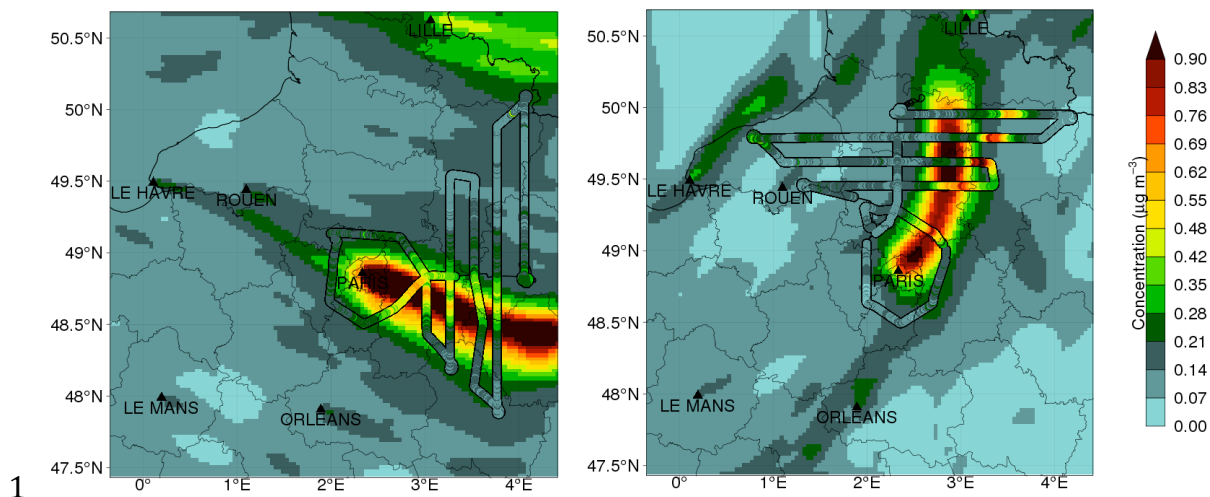 50.5°N
50°N
49.5°N
49°N
48.5°N
48°N
47.5°N
0°
1°E
2°E
3°E
4°E
LILLE
LE HAVRE
ROUEN
PARIS
LE MANS
ORLÉANS
50.5°N
50°N
49.5°N
49°N
48.5°N
48°N
47.5°N
0°
1°E
2°E
3°E
4°E
LILLE
LE HAVRE
ROUEN
PARIS
LE MANS
ORLÉANS
0.90
0.83
0.76
0.69
0.62
0.55
0.48
0.42
0.35
0.28
0.21
0.14
0.07
0.00
Concentration (µg m⁻³)
1